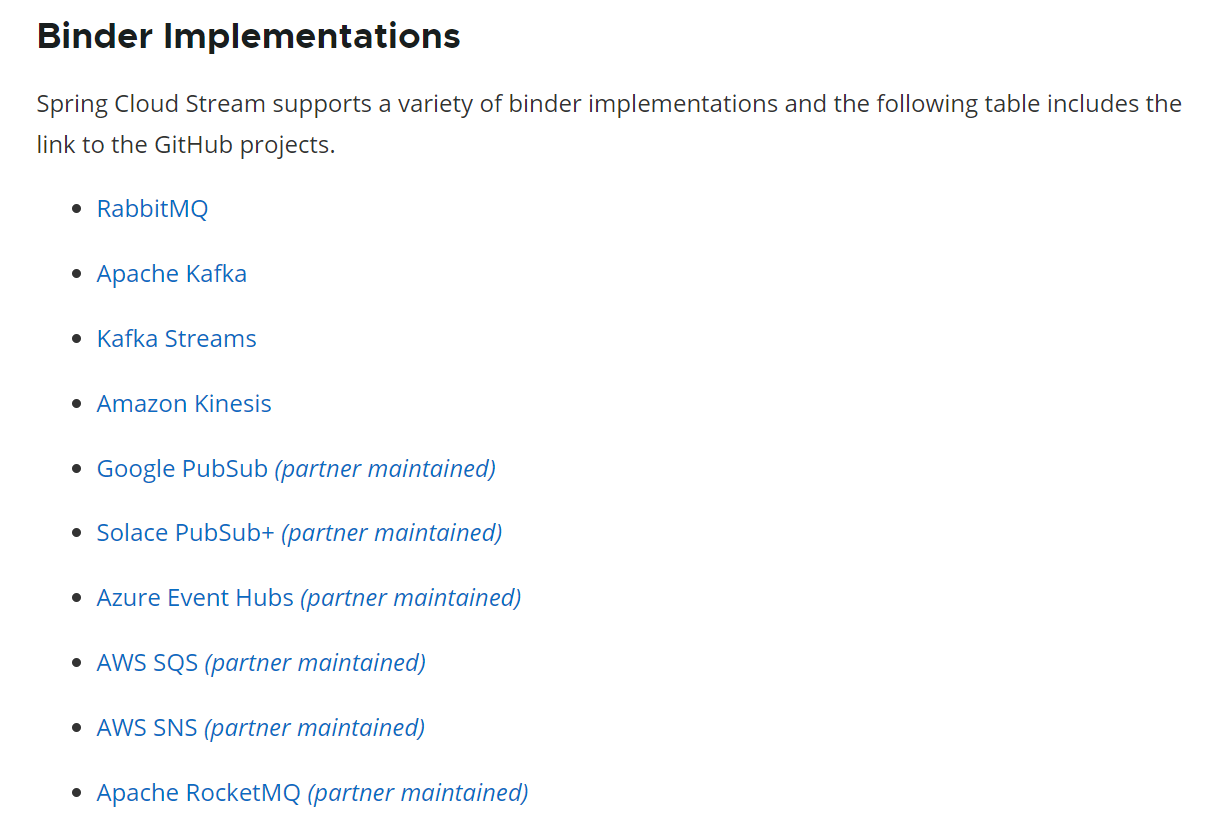 Binder Implementations
Spring Cloud Stream supports a variety of binder implementations and the following table includes the
link to the GitHub projects.
• RabbitMQ
• Apache Kafka
• Kafka Streams
• Amazon Kinesis
• Google PubSub (partner maintained)
• Solace PubSub+ (partner maintained)
• Azure Event Hubs (partner maintained)
• AWS SQS (partner maintained)
• AWS SNS (partner maintained)
• Apache RocketMQ (partner maintained)